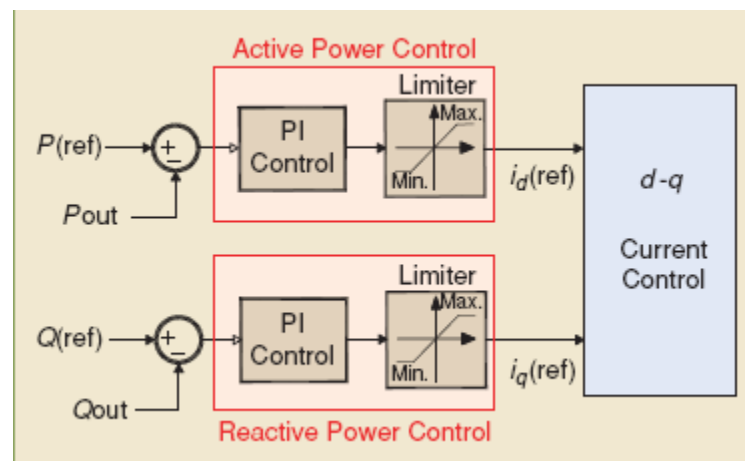 Active Power Control
Limiter
PI
Control
Max.
Min.
P(ref)
+
−
Pout
id(ref)
d-q
Current
Control
Limiter
PI
Control
Max.
Min.
Q(ref)
+
−
Qout
iq(ref)
Reactive Power Control